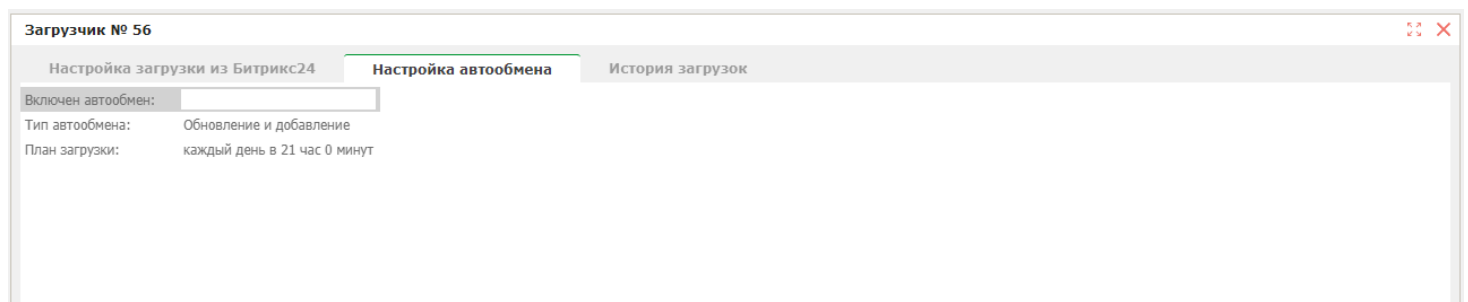 Загрузчик № 56
Настройка загрузки из Битрикс24 Настройка автообмена История загрузок
Включен автообмен:
Тип автообмена: Обновление и добавление
План загрузки: каждый день в 21 час 0 минут